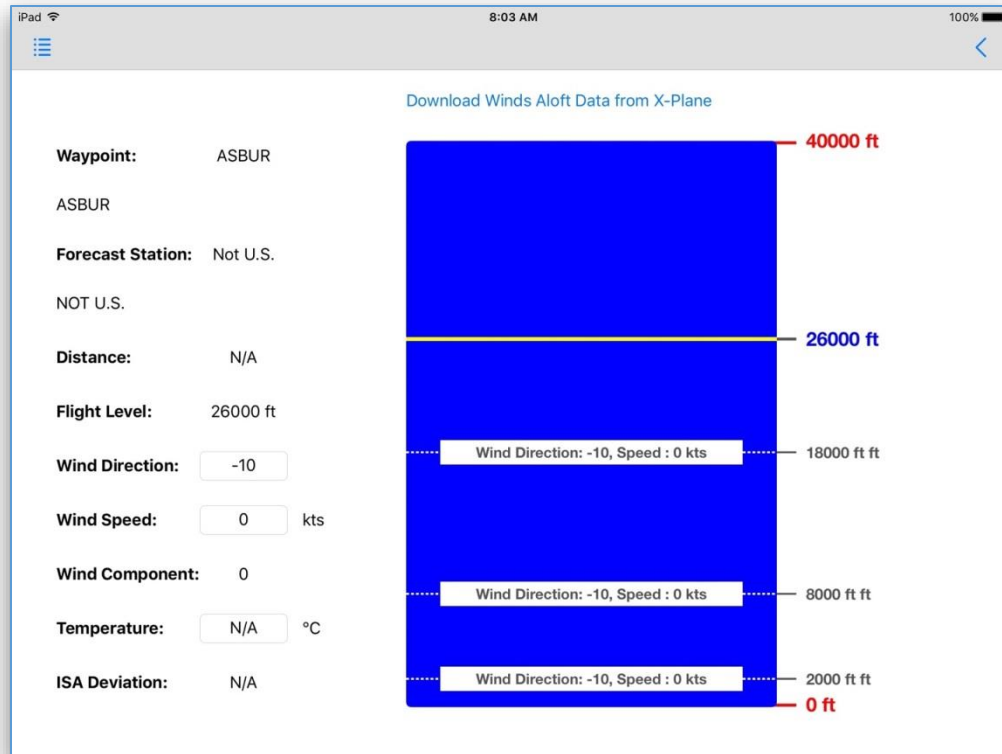 iPad 8:03 AM 100%
Download Winds Aloft Data from X-Plane
Waypoint: ASBUR
ASBUR
Forecast Station: Not U.S.
NOT U.S.
Distance: N/A
Flight Level: 26000 ft
Wind Direction: -10
Wind Speed: 0 kts
Wind Component: 0
Temperature: N/A °C
ISA Deviation: N/A
40000 ft
26000 ft
Wind Direction: -10, Speed : 0 kts 18000 ft ft
Wind Direction: -10, Speed : 0 kts 8000 ft ft
Wind Direction: -10, Speed : 0 kts 2000 ft ft
0 ft